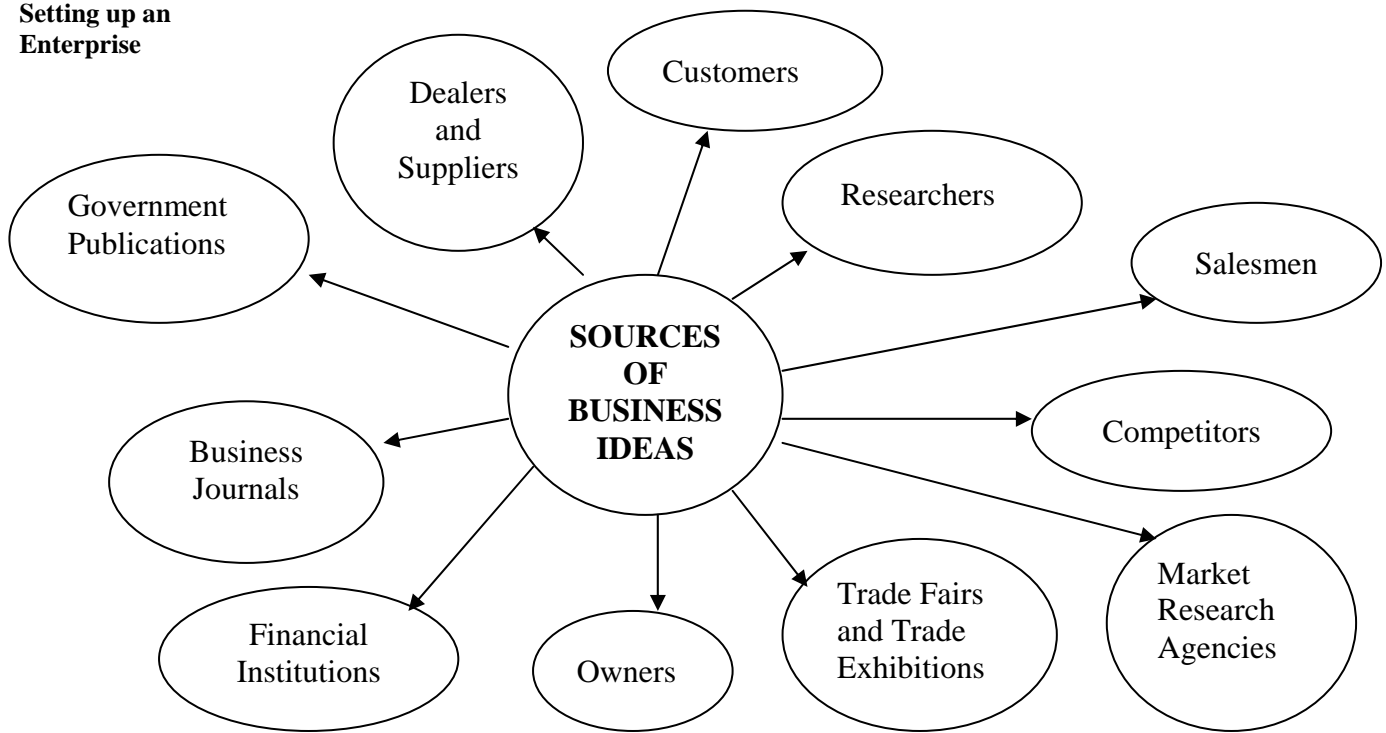 Setting up an
Enterprise
Customers
Dealers
and
Suppliers
Researchers
Government
Publications
Salesmen
SOURCES
OF
BUSINESS
IDEAS
Competitors
Business
Journals
Market
Research
Agencies
Trade Fairs
and Trade
Exhibitions
Financial
Institutions
Owners